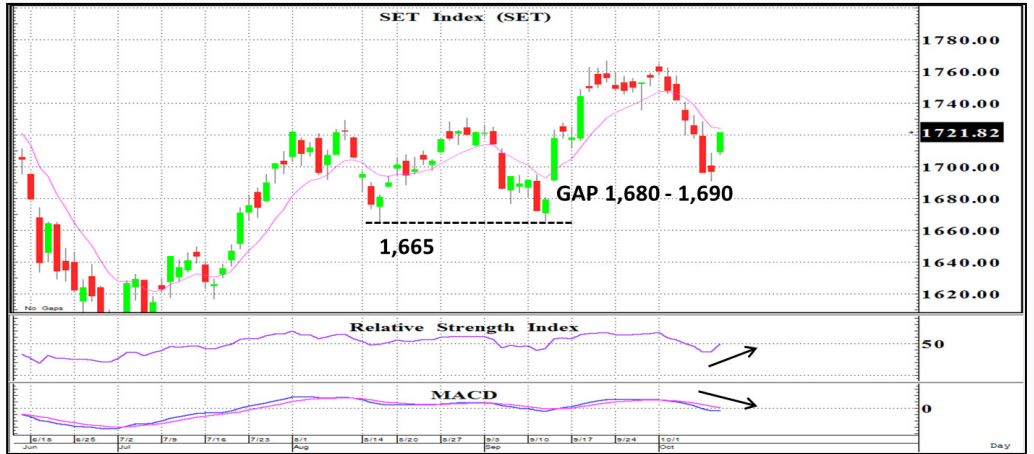 SET Index (SET)
1780.00
1760.00
1740.00
1721.82
1700.00
1680.00
GAP 1,680 - 1,690
1,665
1660.00
1640.00
1620.00
No Gaps
Relative Strength Index
50
MACD
0
6/18 6/25 7/2 7/9 7/16 7/23 8/14 8/20 8/27 9/3 9/10 9/17 9/24 10/1
Jun Jul Aug Sep Oct Day